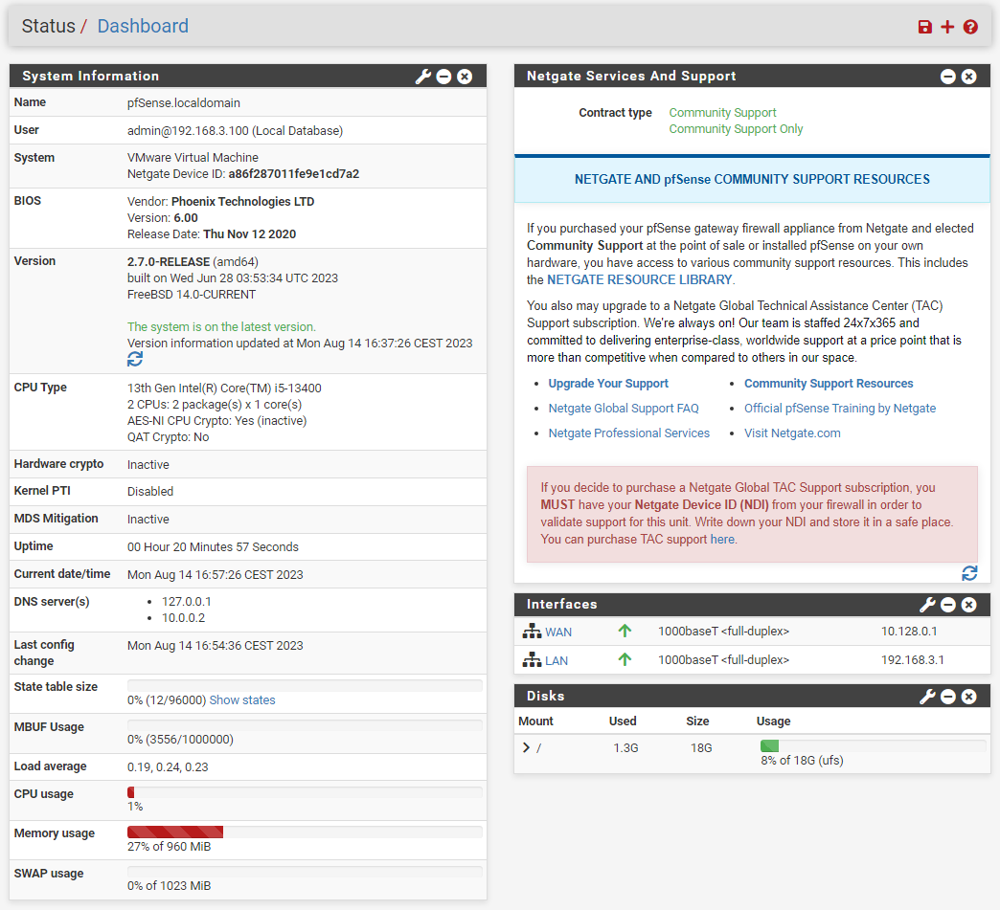 Status / Dashboard
System Information
Name pfSense.localdomain
User admin@192.168.3.100 (Local Database)
System VMware Virtual Machine
Netgate Device ID: a86f287011fe9e1cd7a2
BIOS Vendor: Phoenix Technologies LTD
Version: 6.00
Release Date: Thu Nov 12 2020
Version 2.7.0-RELEASE (amd64)
built on Wed Jun 28 03:53:34 UTC 2023
FreeBSD 14.0-CURRENT
The system is on the latest version.
Version information updated at Mon Aug 14 16:37:26 CEST 2023
CPU Type 13th Gen Intel(R) Core(TM) i5-13400
2 CPUs: 2 package(s) x 1 core(s)
AES-NI CPU Crypto: Yes (inactive)
QAT Crypto: No
Hardware crypto Inactive
Kernel PTI Disabled
MDS Mitigation Inactive
Uptime 00 Hour 20 Minutes 57 Seconds
Current date/time Mon Aug 14 16:57:26 CEST 2023
DNS server(s) • 127.0.0.1
• 10.0.0.2
Last config change Mon Aug 14 16:54:36 CEST 2023
State table size
0% (12/96000) Show states
MBUF Usage
0% (3556/1000000)
Load average 0.19, 0.24, 0.23
CPU usage
1%
Memory usage
27% of 960 MiB
SWAP usage
0% of 1023 MiB
Netgate Services And Support
Contract type Community Support
Community Support Only
NETGATE AND pfSense COMMUNITY SUPPORT RESOURCES
If you purchased your pfSense gateway firewall appliance from Netgate and elected
Community Support at the point of sale or installed pfSense on your own
hardware, you have access to various community support resources. This includes
the NETGATE RESOURCE LIBRARY.
You also may upgrade to a Netgate Global Technical Assistance Center (TAC)
Support subscription. We're always on! Our team is staffed 24x7x365 and
committed to delivering enterprise-class, worldwide support at a price point that is
more than competitive when compared to others in our space.
• Upgrade Your Support • Community Support Resources
• Netgate Global Support FAQ • Official pfSense Training by Netgate
• Netgate Professional Services • Visit Netgate.com
If you decide to purchase a Netgate Global TAC Support subscription, you
MUST have your Netgate Device ID (NDI) from your firewall in order to
validate support for this unit. Write down your NDI and store it in a safe place.
You can purchase TAC support here.
Interfaces
WAN 1000baseT <full-duplex> 10.128.0.1
LAN 1000baseT <full-duplex> 192.168.3.1
Disks
Mount Used Size Usage
/ 1.3G 18G
8% of 18G (ufs)